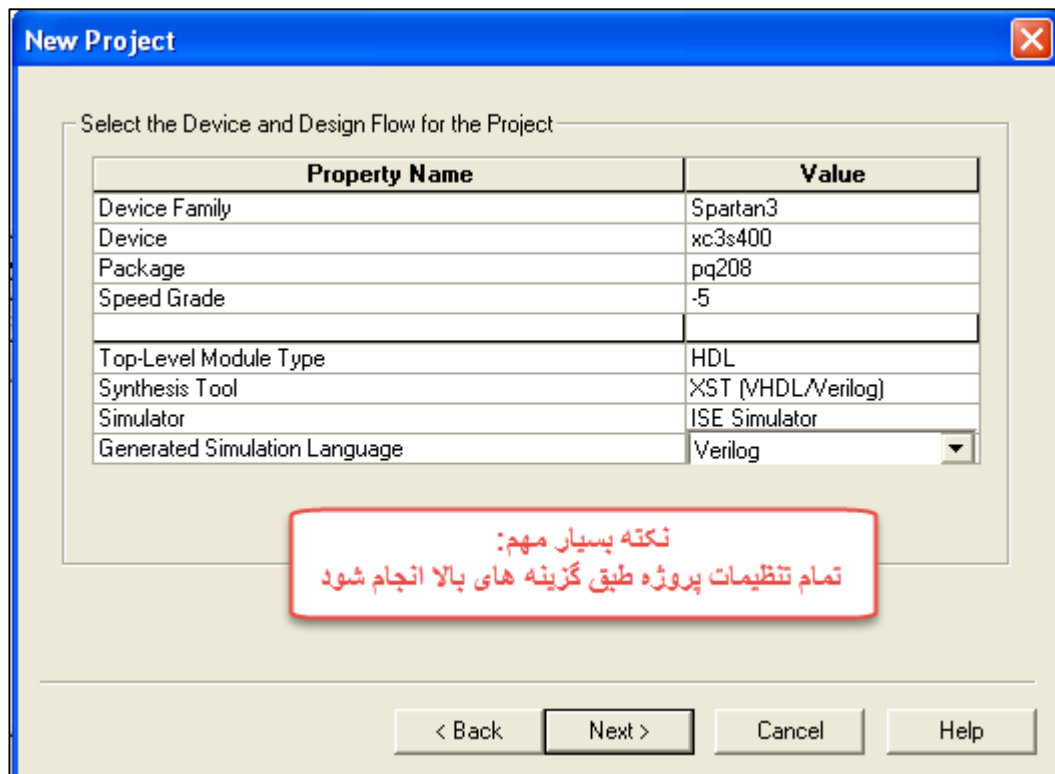 New Project
Select the Device and Design Flow for the Project
Property Name Value
Device Family Spartan3
Device xc3s400
Package pq208
Speed Grade -5
Top-Level Module Type HDL
Synthesis Tool XST (VHDL/Verilog)
Simulator ISE Simulator
Generated Simulation Language Verilog
نکته بسیار مهم:
تمام تنظیمات پروژه طبق گزینه های بالا انجام شود
< Back Next > Cancel Help